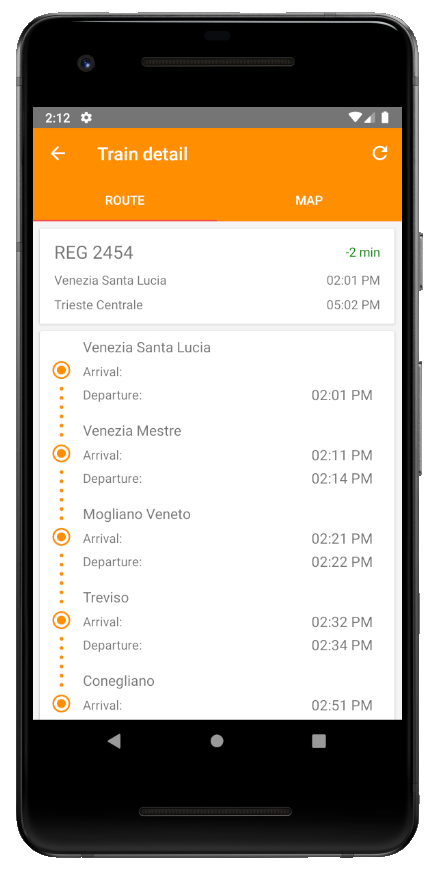 2:12
Train detail
ROUTE MAP
REG 2454 -2 min
Venezia Santa Lucia 02:01 PM
Trieste Centrale 05:02 PM
Venezia Santa Lucia
Arrival:
Departure: 02:01 PM
Venezia Mestre
Arrival: 02:11 PM
Departure: 02:14 PM
Mogliano Veneto
Arrival: 02:21 PM
Departure: 02:22 PM
Treviso
Arrival: 02:32 PM
Departure: 02:34 PM
Conegliano
Arrival: 02:51 PM